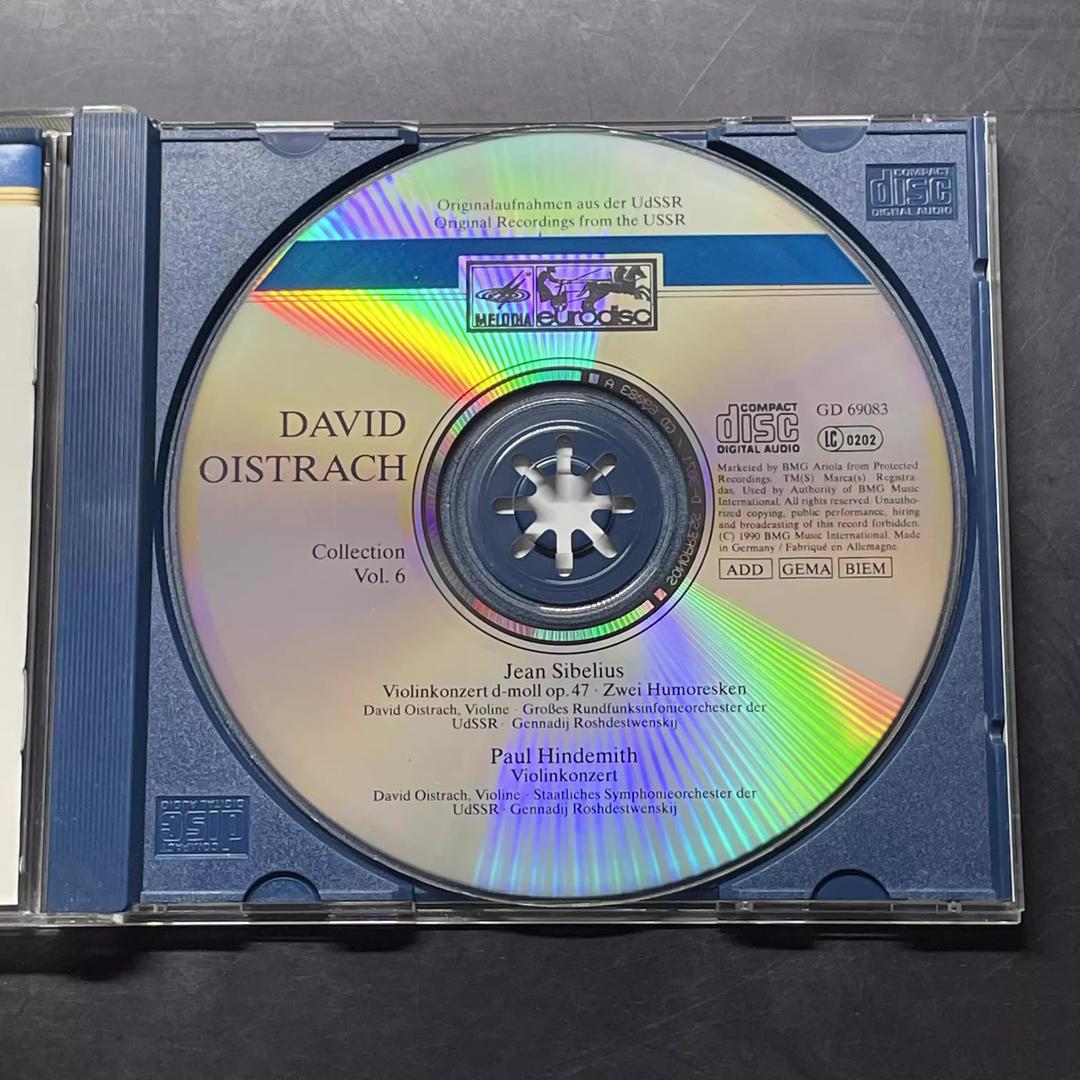 Originalaufnahmen aus der UdSSR
Original Recordings from the USSR
MELODIA eurodisc
DAVID
OISTRACH
Collection
Vol. 6
COMPACT
disc
DIGITAL AUDIO
GD 69083
LC 0202
Marketed by BMG Ariola from Protected
Recordings. TM(S) Marca(s) Registra-
das. Used by Authority of BMG Music
International. All rights reserved. Unautho-
rized copying, public performance, hiring
and broadcasting of this record forbidden.
(C) 1990 BMG Music International. Made
in Germany / Fabriqué en Allemagne.
ADD GEMA BIEM
Jean Sibelius
Violinkonzert d-moll op. 47 · Zwei Humoresken
David Oistrach, Violine · Großes Rundfunksinfonieorchester der
UdSSR · Gennadij Roshdestwenskij
Paul Hindemith
Violinkonzert
David Oistrach, Violine · Staatliches Symphonieorchester der
UdSSR · Gennadij Roshdestwenskij
COMPACT
disc
DIGITAL AUDIO
COMPACT
disc
DIGITAL AUDIO